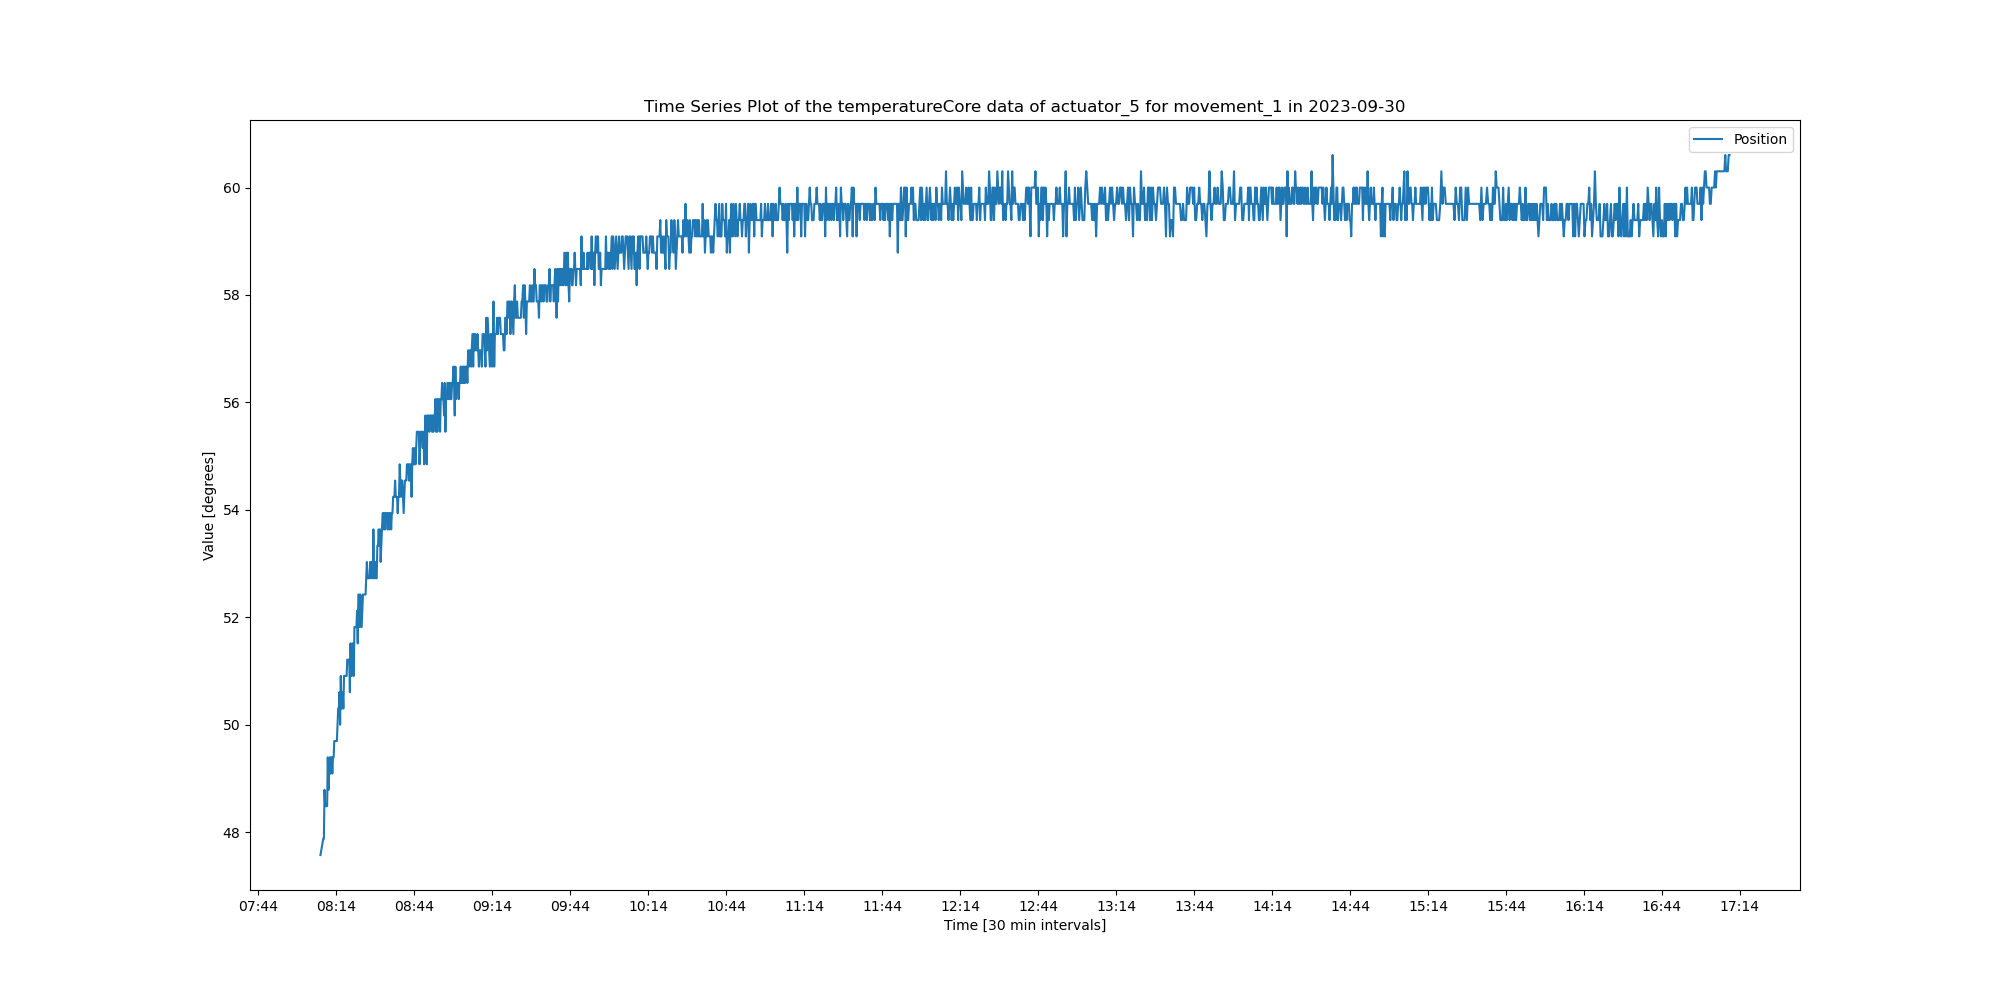 Time Series Plot of the temperatureCore data of actuator_5 for movement_1 in 2023-09-30
Position
60
58
56
54
52
50
48
Value [degrees]
07:44 08:14 08:44 09:14 09:44 10:14 10:44 11:14 11:44 12:14 12:44 13:14 13:44 14:14 14:44 15:14 15:44 16:14 16:44 17:14
Time [30 min intervals]